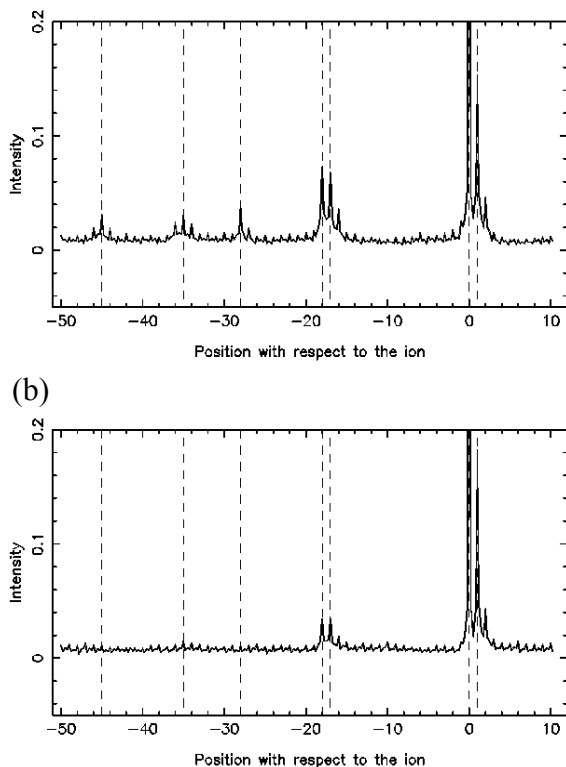 0.2
0.1
0
Intensity
-50 -40 -30 -20 -10 0 10
Position with respect to the ion
(b)
0.2
0.1
0
Intensity
-50 -40 -30 -20 -10 0 10
Position with respect to the ion